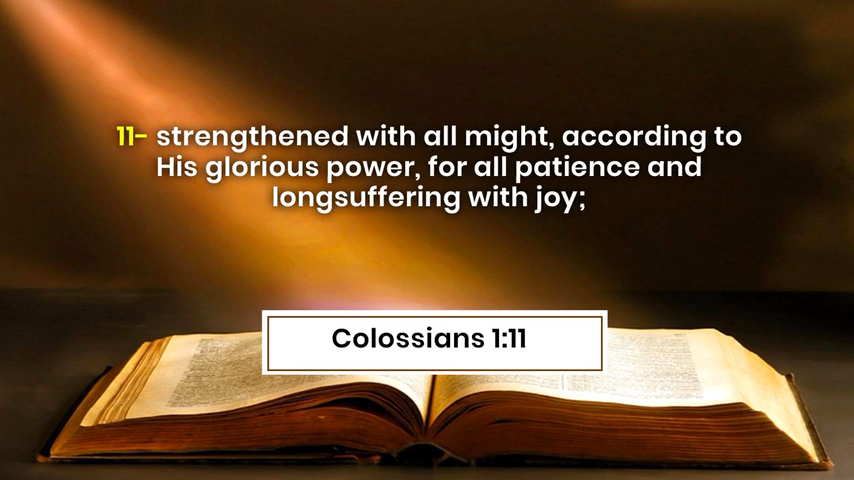 11- strengthened with all might, according to
His glorious power, for all patience and
longsuffering with joy;
Colossians 1:11